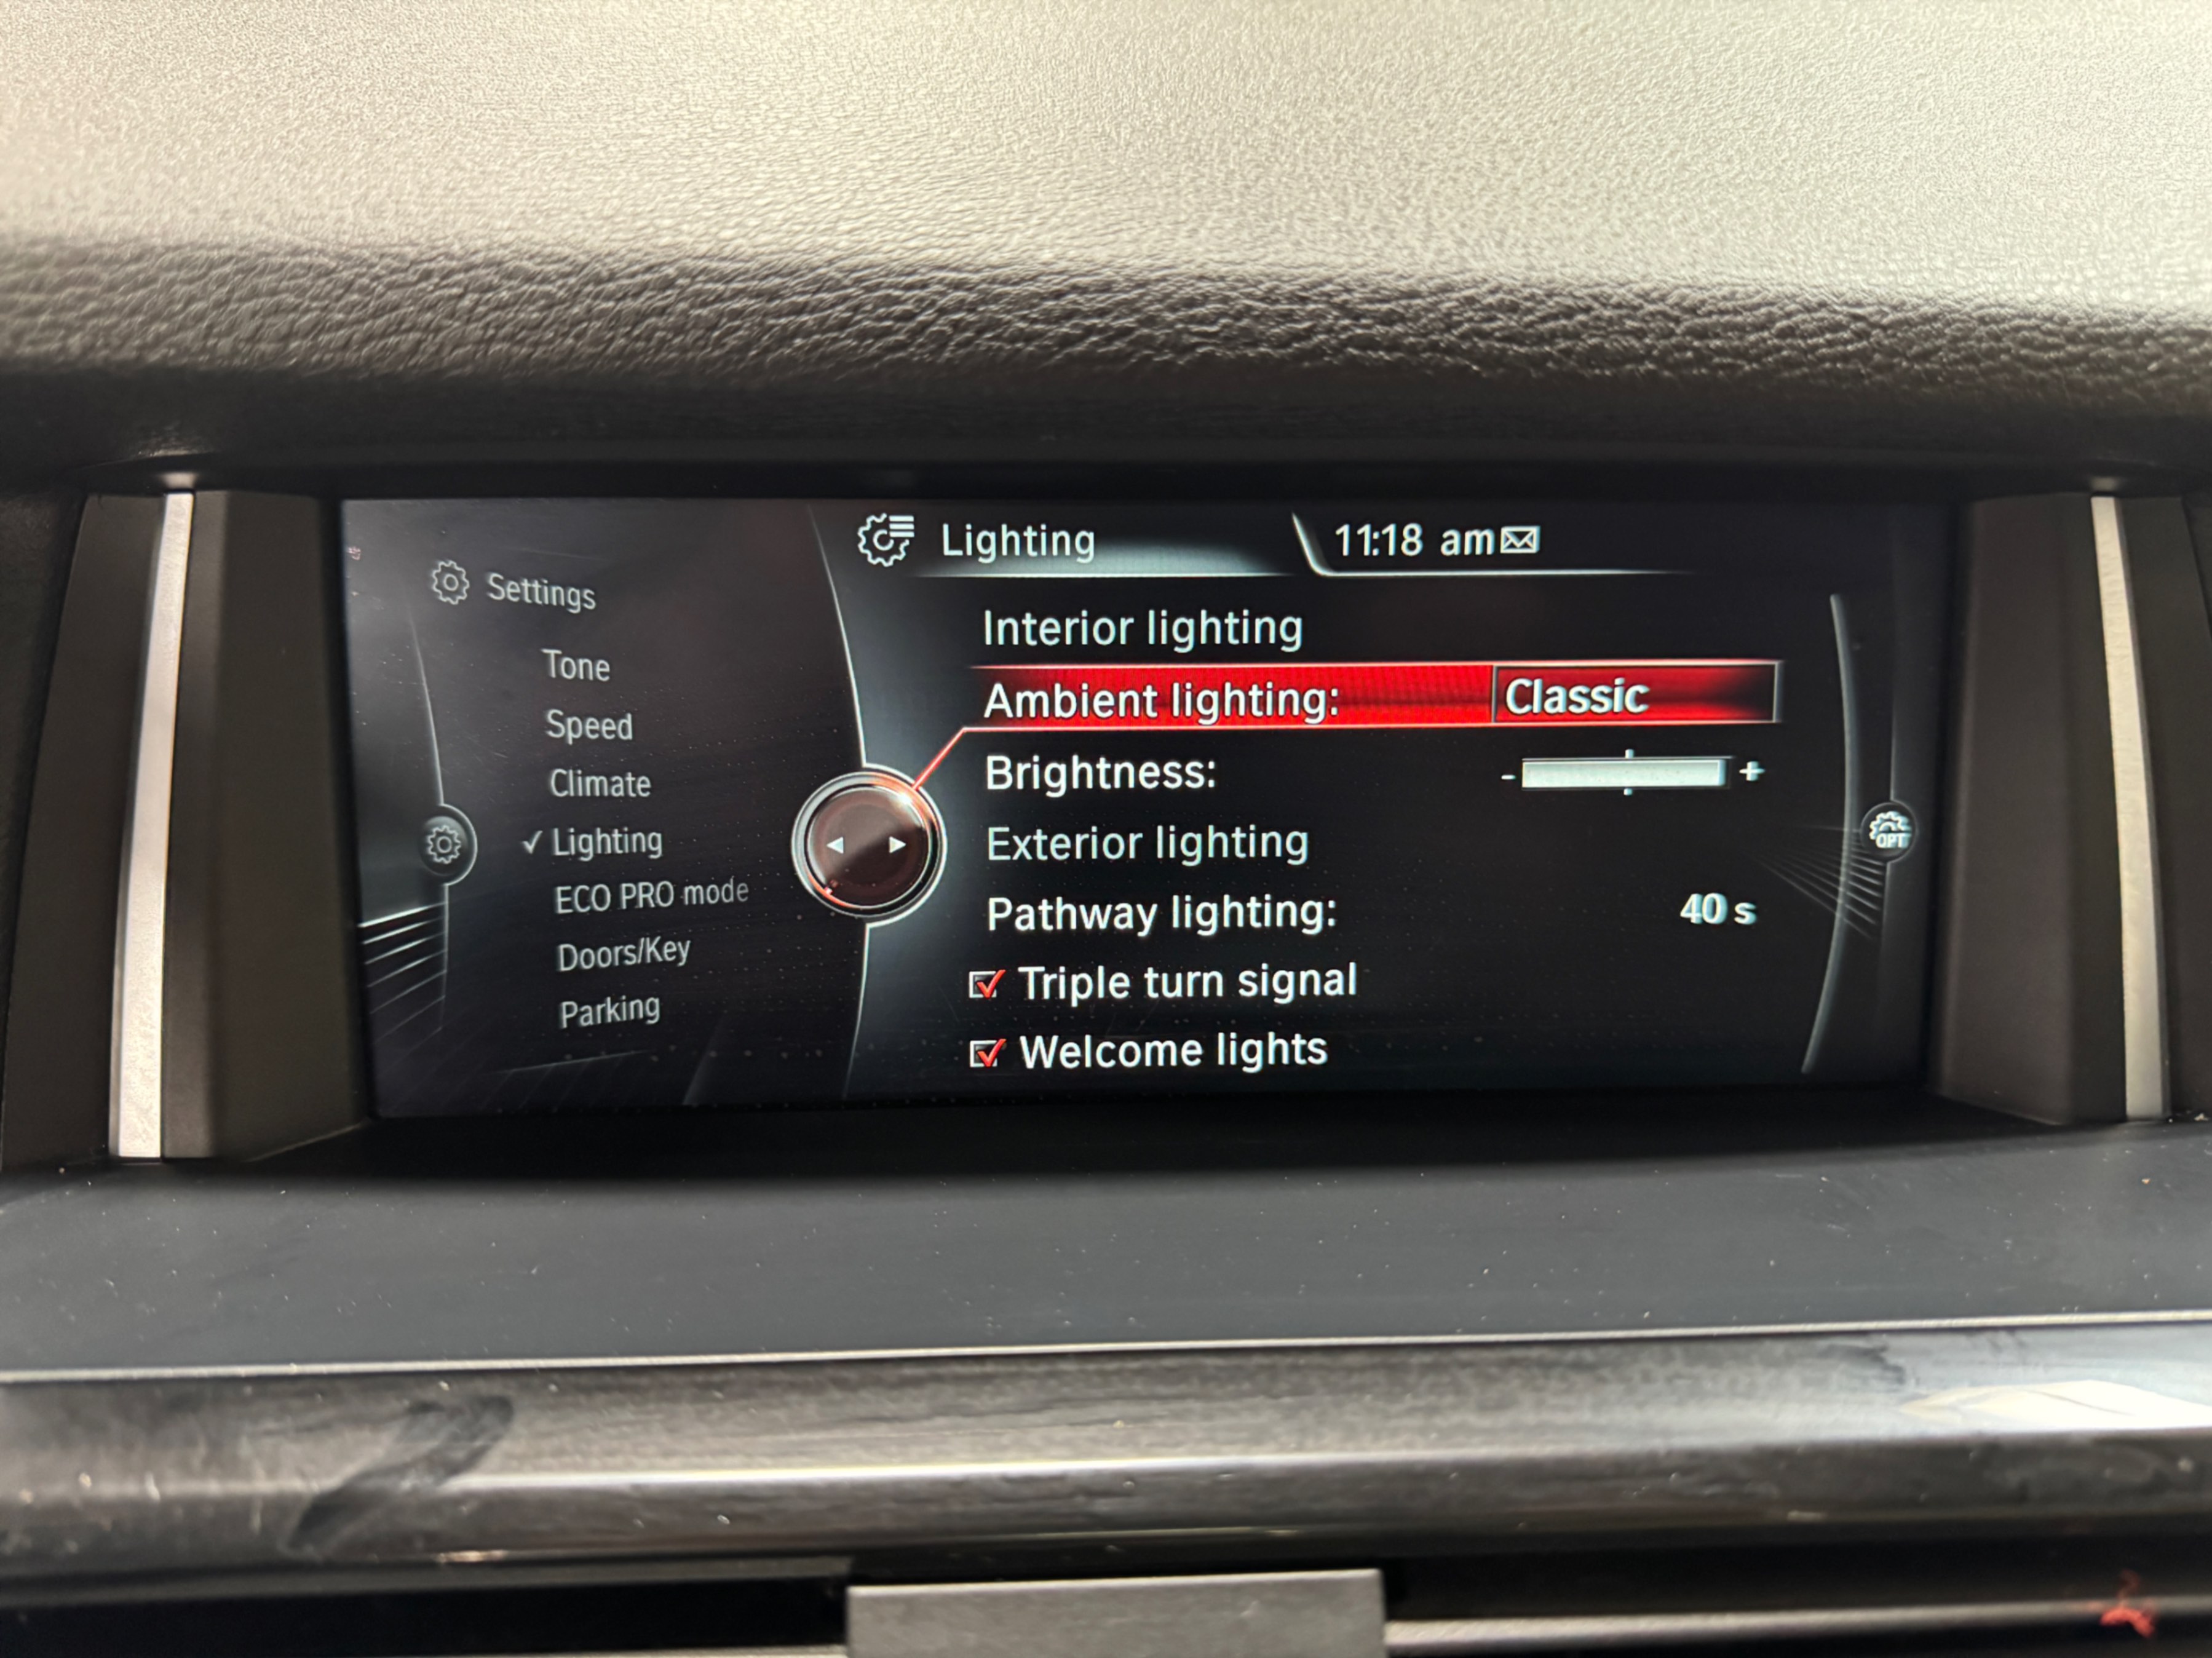 Settings
Tone
Speed
Climate
✓ Lighting
ECO PRO mode
Doors/Key
Parking
Lighting
11:18 am
Interior lighting
Ambient lighting: Classic
Brightness: - +
Exterior lighting
Pathway lighting: 40 s
Triple turn signal
Welcome lights
OPT